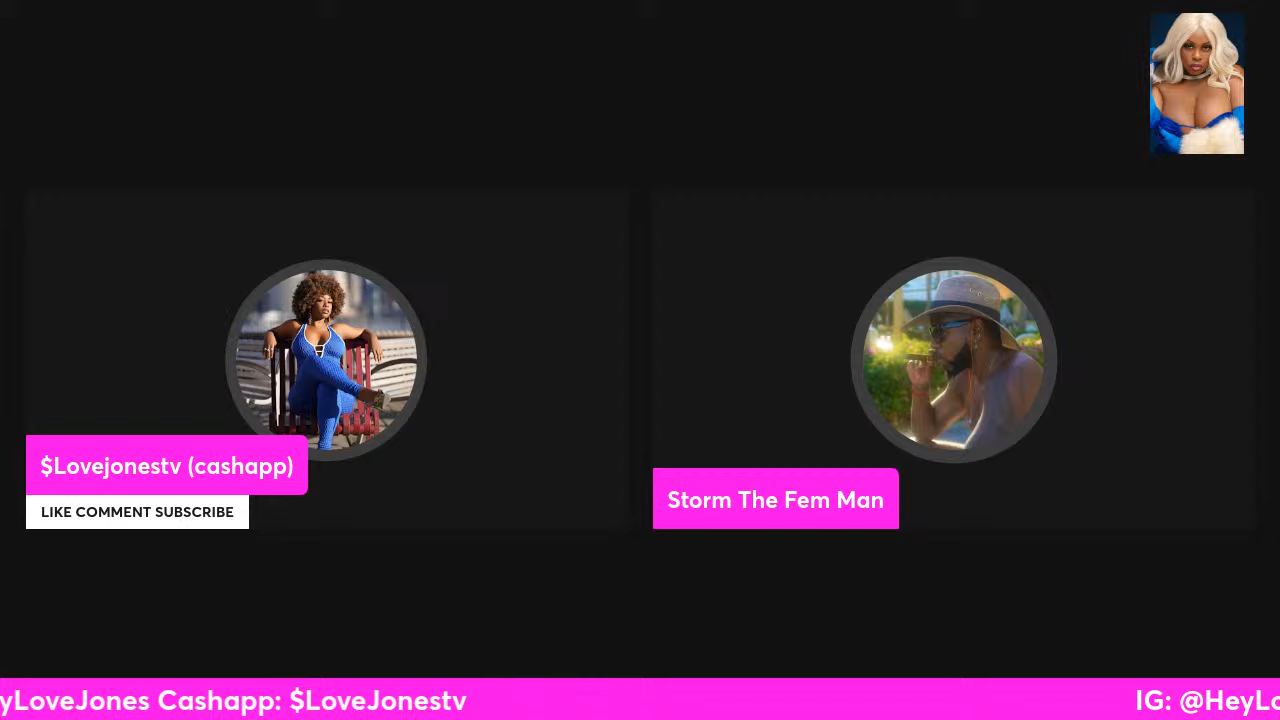 $Lovejonestv (cashapp)
LIKE COMMENT SUBSCRIBE
Storm The Fem Man
yLoveJones Cashapp: $LoveJonestv
IG: @HeyLo